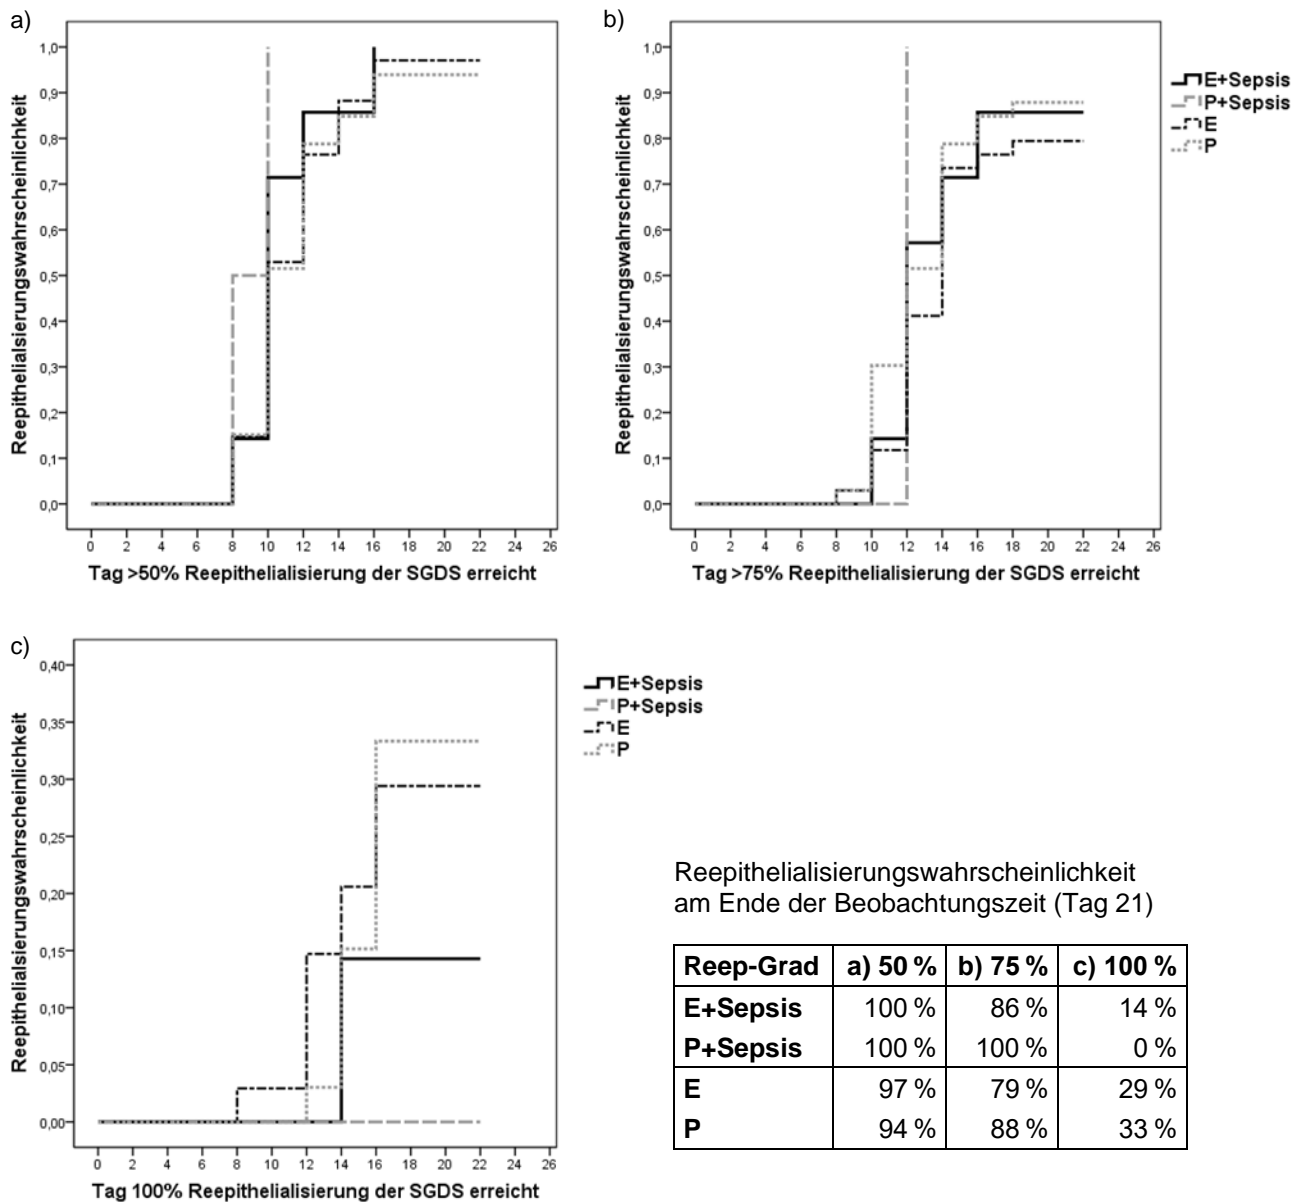 a)
Reepithelialsierungswahrscheinlichkeit
1,0
0,9
0,8
0,7
0,6
0,5
0,4
0,3
0,2
0,1
0,0
0 2 4 6 8 10 12 14 16 18 20 22 24 26
Tag >50% Reepithelialisierung der SGDS erreicht
b)
Reepithelialsierungswahrscheinlichkeit
1,0
0,9
0,8
0,7
0,6
0,5
0,4
0,3
0,2
0,1
0,0
0 2 4 6 8 10 12 14 16 18 20 22 24 26
Tag >75% Reepithelialisierung der SGDS erreicht
E+Sepsis
P+Sepsis
E
P
c)
Reepithelialsierungswahrscheinlichkeit
0,40
0,35
0,30
0,25
0,20
0,15
0,10
0,05
0,00
0 2 4 6 8 10 12 14 16 18 20 22 24 26
Tag 100% Reepithelialisierung der SGDS erreicht
E+Sepsis
P+Sepsis
E
P
Reepithelialisierungswahrscheinlichkeit
am Ende der Beobachtungszeit (Tag 21)
Reep-Grad a) 50 % b) 75 % c) 100 %
E+Sepsis 100 % 86 % 14 %
P+Sepsis 100 % 100 % 0 %
E 97 % 79 % 29 %
P 94 % 88 % 33 %